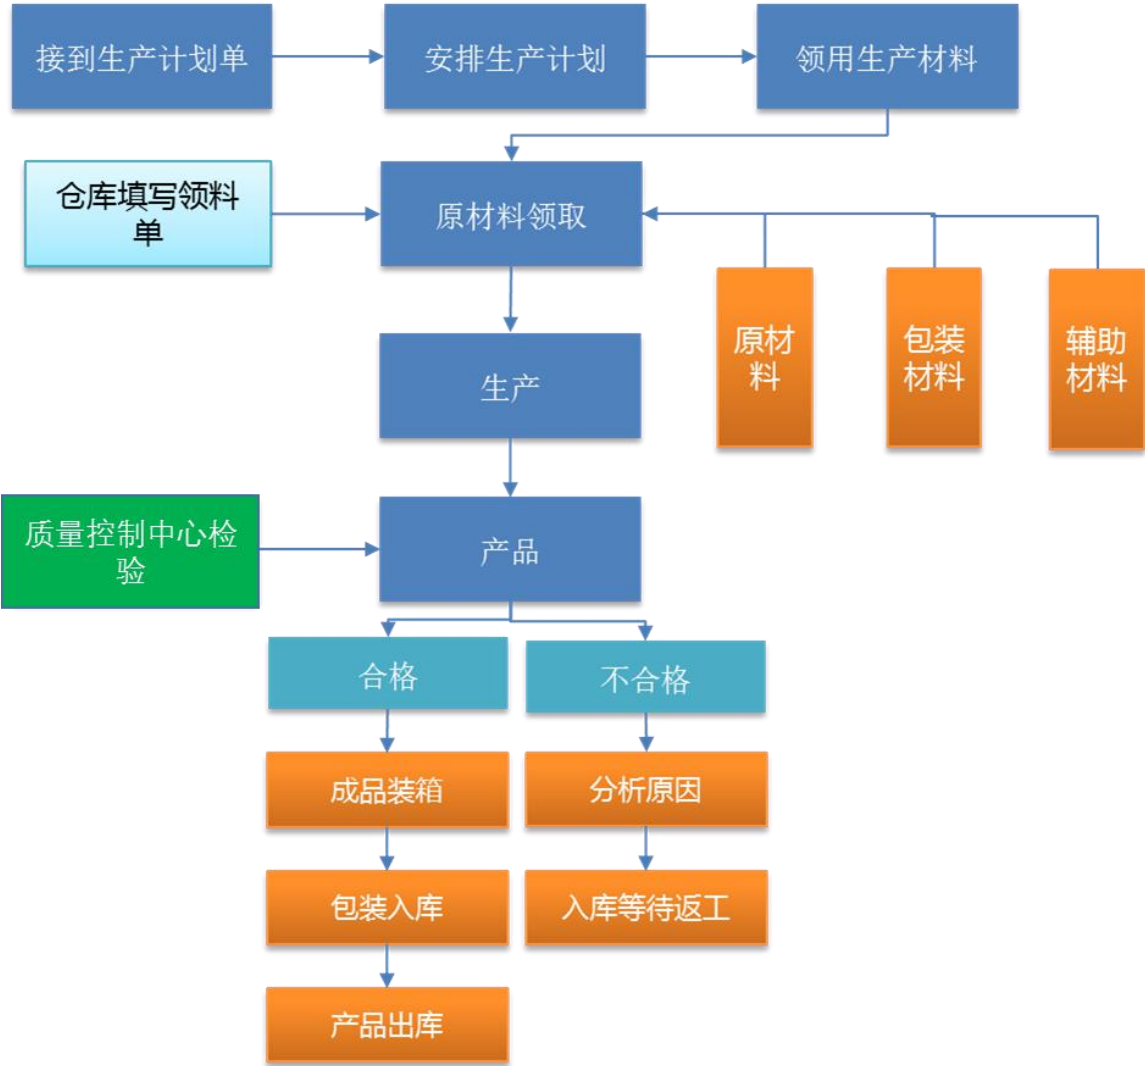 接到生产计划单
安排生产计划
领用生产材料
仓库填写领料
单
原材料领取
原材
料
包装
材料
辅助
材料
生产
质量控制中心检
验
产品
合格
不合格
成品装箱
分析原因
包装入库
入库等待返工
产品出库